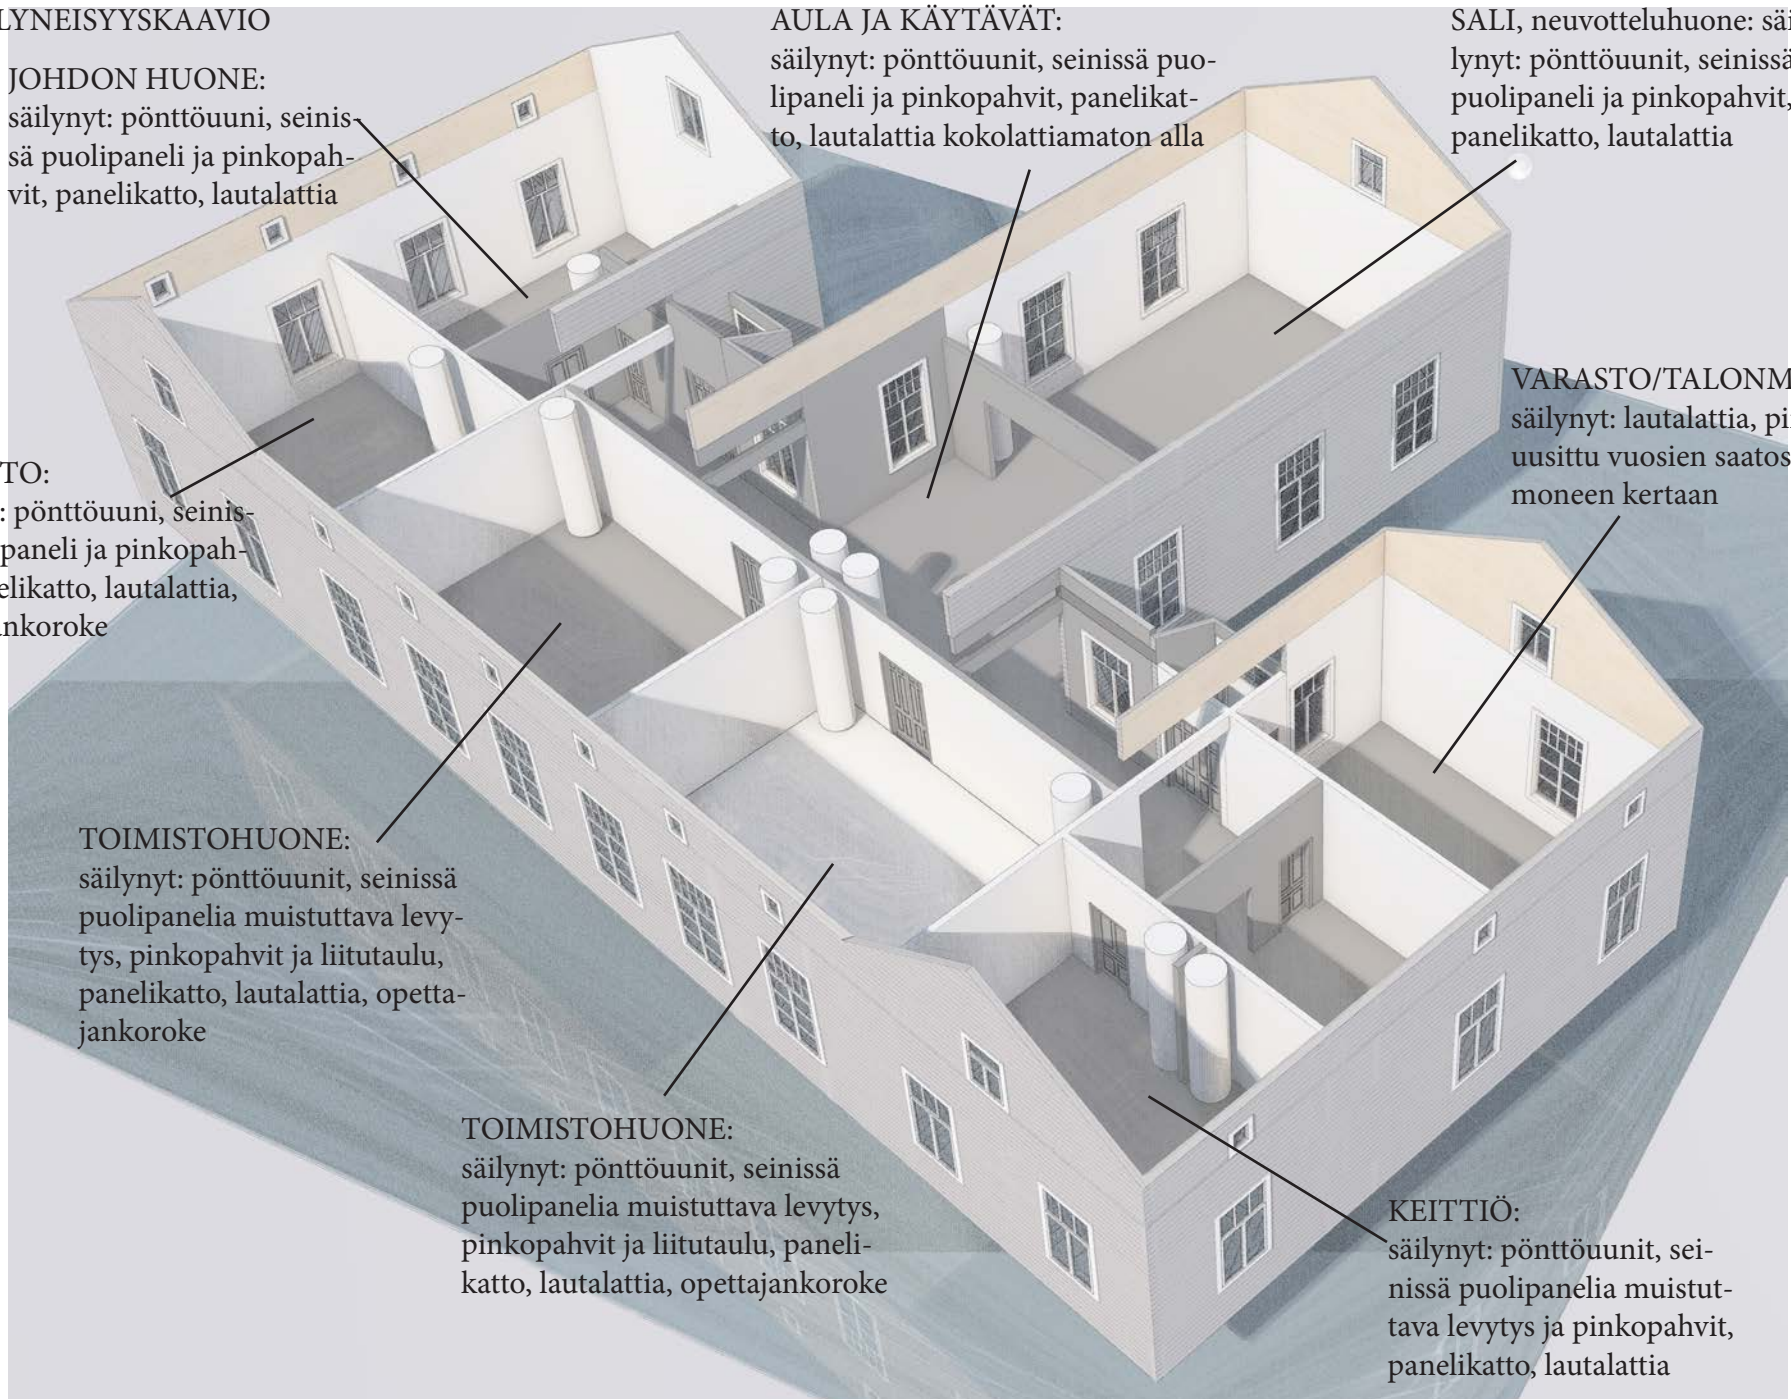 LYNEISYYSKAAVIO
JOHDON HUONE:
säilynyt: pönttöuuni, seinis-
sä puolipaneli ja pinkopah-
vit, panelikatto, lautalattia
AULA JA KÄYTÄVÄT:
säilynyt: pönttöuunit, seinissä puo-
lipaneli ja pinkopahvit, panelikat-
to, lautalattia kokolattiamaton alla
SALI, neuvotteluhuone: säi
lynyt: pönttöuunit, seinissä
puolipaneli ja pinkopahvit,
panelikatto, lautalattia
VARASTO/TALONM
säilynyt: lautalattia, pi
uusittu vuosien saatos
moneen kertaan
TO:
: pönttöuuni, seinis-
paneli ja pinkopah-
elikatto, lautalattia,
ankoroke
TOIMISTOHUONE:
säilynyt: pönttöuunit, seinissä
puolipanelia muistuttava levy-
tys, pinkopahvit ja liitutaulu,
panelikatto, lautalattia, opetta-
jankoroke
TOIMISTOHUONE:
säilynyt: pönttöuunit, seinissä
puolipanelia muistuttava levytys,
pinkopahvit ja liitutaulu, paneli-
katto, lautalattia, opettajankoroke
KEITTIÖ:
säilynyt: pönttöuunit, sei-
nissä puolipanelia muistut-
tava levytys ja pinkopahvit,
panelikatto, lautalattia